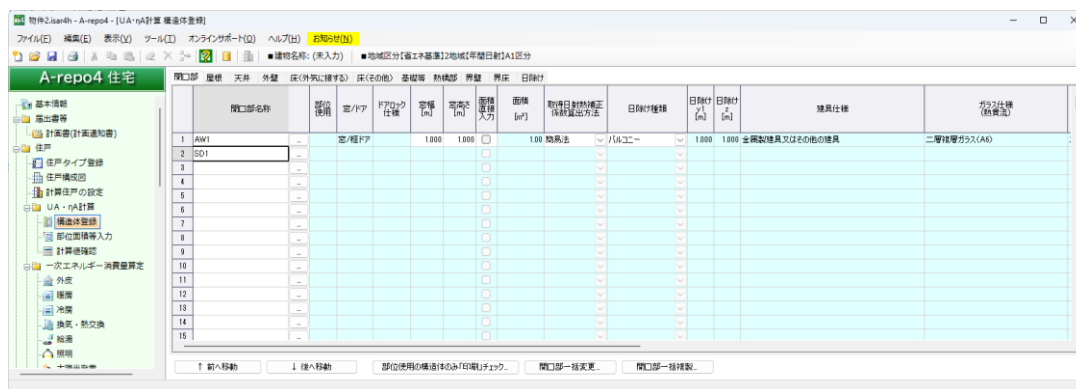 物件2.isar4h - A-repo4 - [UA・ηA計算 構造体登録]
ファイル(F) 編集(E) 表示(V) ツール(T) オンラインサポート(O) ヘルプ(H) お知らせ(N)
■建物名称: (未入力) ■地域区分[省エネ基準]2地域[年間日射]A1区分
A-repo4 住宅
基本情報
届出書等
計画書(計画通知書)
住戸
住戸タイプ登録
住戸構成図
計算住戸の設定
UA・ηA計算
構造体登録
部位面積等入力
計算値確認
一次エネルギー消費量算定
外皮
暖房
冷房
換気・熱交換
給湯
照明
開口部 屋根 天井 外壁 床(外気に接する) 床(その他) 基礎等 熱橋部 界壁 界床 日除け
開口部名称 部位使用 窓/ドア ドアロック仕様 窓幅[m] 窓高さ[m] 面積直接入力 面積[m²] 取得日射熱補正係数算出方法 日除け種類 日除けy1[m] 日除けz[m] 建具仕様 ガラス仕様(熱貫流)
1 AW1 ... 窓/框ドア 1.000 1.000 1.00 簡易法 バルコニー 1.000 1.000 金属製建具又はその他の建具 二層複層ガラス(A6)
2 SD1 ...
3 ...
4 ...
5 ...
6 ...
7 ...
8 ...
9 ...
10 ...
11 ...
12 ...
13 ...
14 ...
15 ...
↑ 前へ移動 ↓ 後へ移動 部位使用の構造体のみ「印刷」チェック... 開口部一括変更... 開口部一括複製...